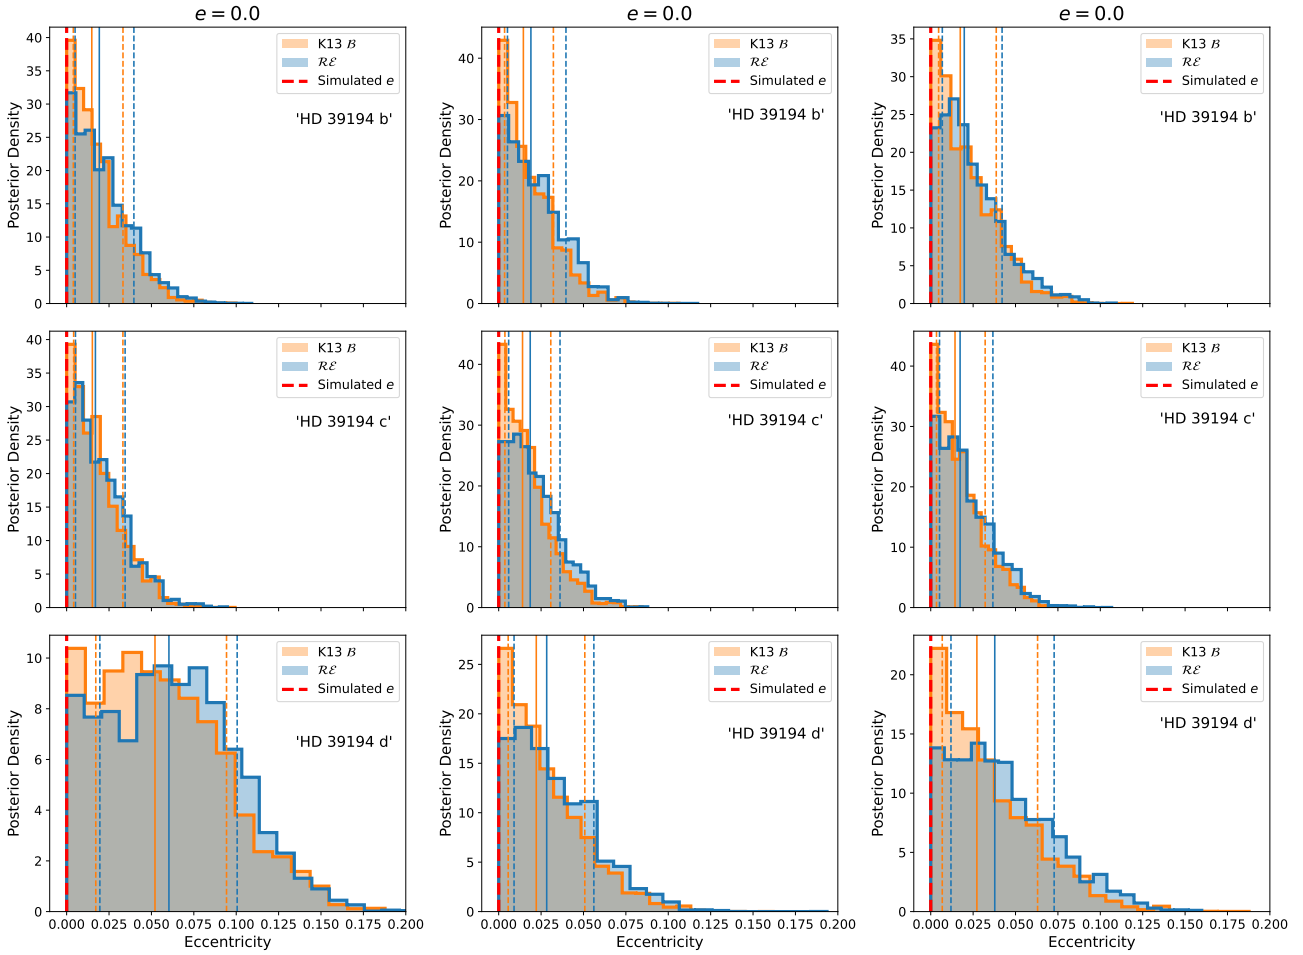 e = 0.0
e = 0.0
e = 0.0
Posterior Density
40
35
30
25
20
15
10
5
0
K13 ℬ
ℛℰ
Simulated e
'HD 39194 b'
Posterior Density
40
30
20
10
0
K13 ℬ
ℛℰ
Simulated e
'HD 39194 b'
Posterior Density
35
30
25
20
15
10
5
0
K13 ℬ
ℛℰ
Simulated e
'HD 39194 b'
Posterior Density
40
35
30
25
20
15
10
5
0
K13 ℬ
ℛℰ
Simulated e
'HD 39194 c'
Posterior Density
40
30
20
10
0
K13 ℬ
ℛℰ
Simulated e
'HD 39194 c'
Posterior Density
40
30
20
10
0
K13 ℬ
ℛℰ
Simulated e
'HD 39194 c'
Posterior Density
10
8
6
4
2
0
K13 ℬ
ℛℰ
Simulated e
'HD 39194 d'
0.000 0.025 0.050 0.075 0.100 0.125 0.150 0.175 0.200
Eccentricity
Posterior Density
25
20
15
10
5
0
K13 ℬ
ℛℰ
Simulated e
'HD 39194 d'
0.000 0.025 0.050 0.075 0.100 0.125 0.150 0.175 0.200
Eccentricity
Posterior Density
20
15
10
5
0
K13 ℬ
ℛℰ
Simulated e
'HD 39194 d'
0.000 0.025 0.050 0.075 0.100 0.125 0.150 0.175 0.200
Eccentricity